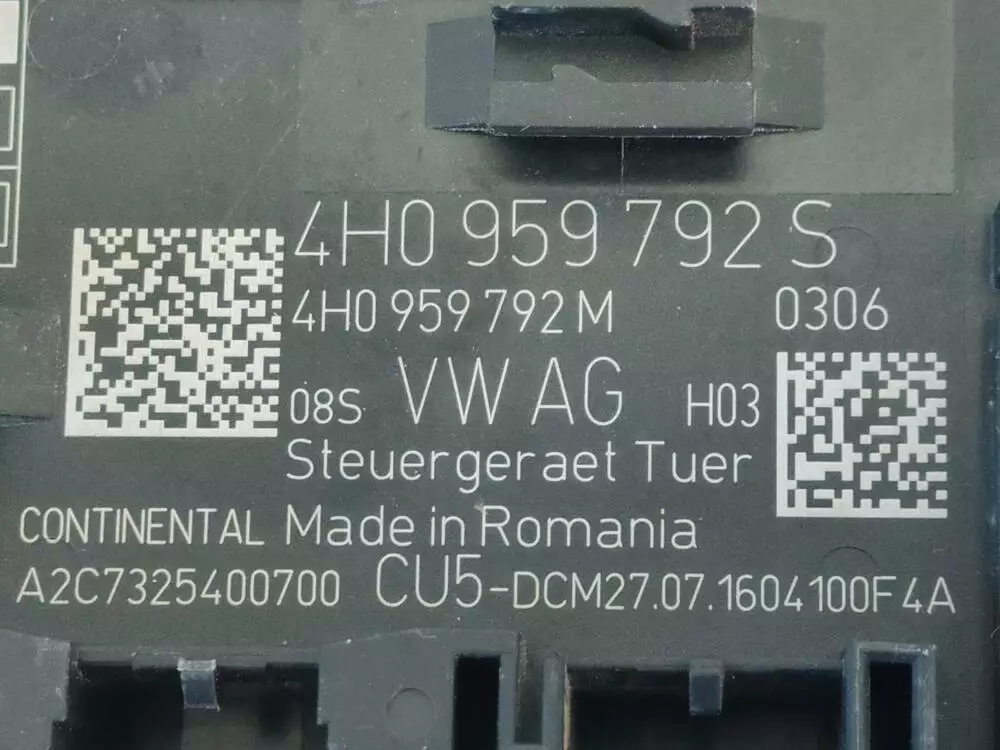 4H0 959 792 S
4H0 959 792 M 0306
08S VW AG H03
Steuergeraet Tuer
CONTINENTAL Made in Romania
A2C7325400700 CU5-DCM27.07.1604100F4A